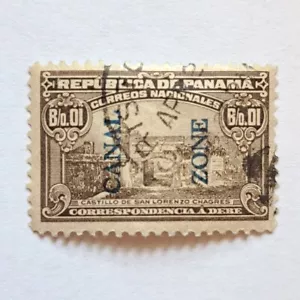 REPUBLICA DE PANAMA
CORREOS NACIONALES
B/0.01
B/0.01
CANAL
ZONE
CASTILLO DE SAN LORENZO CHAGRES
CORRESPONDENCIA A DEBE